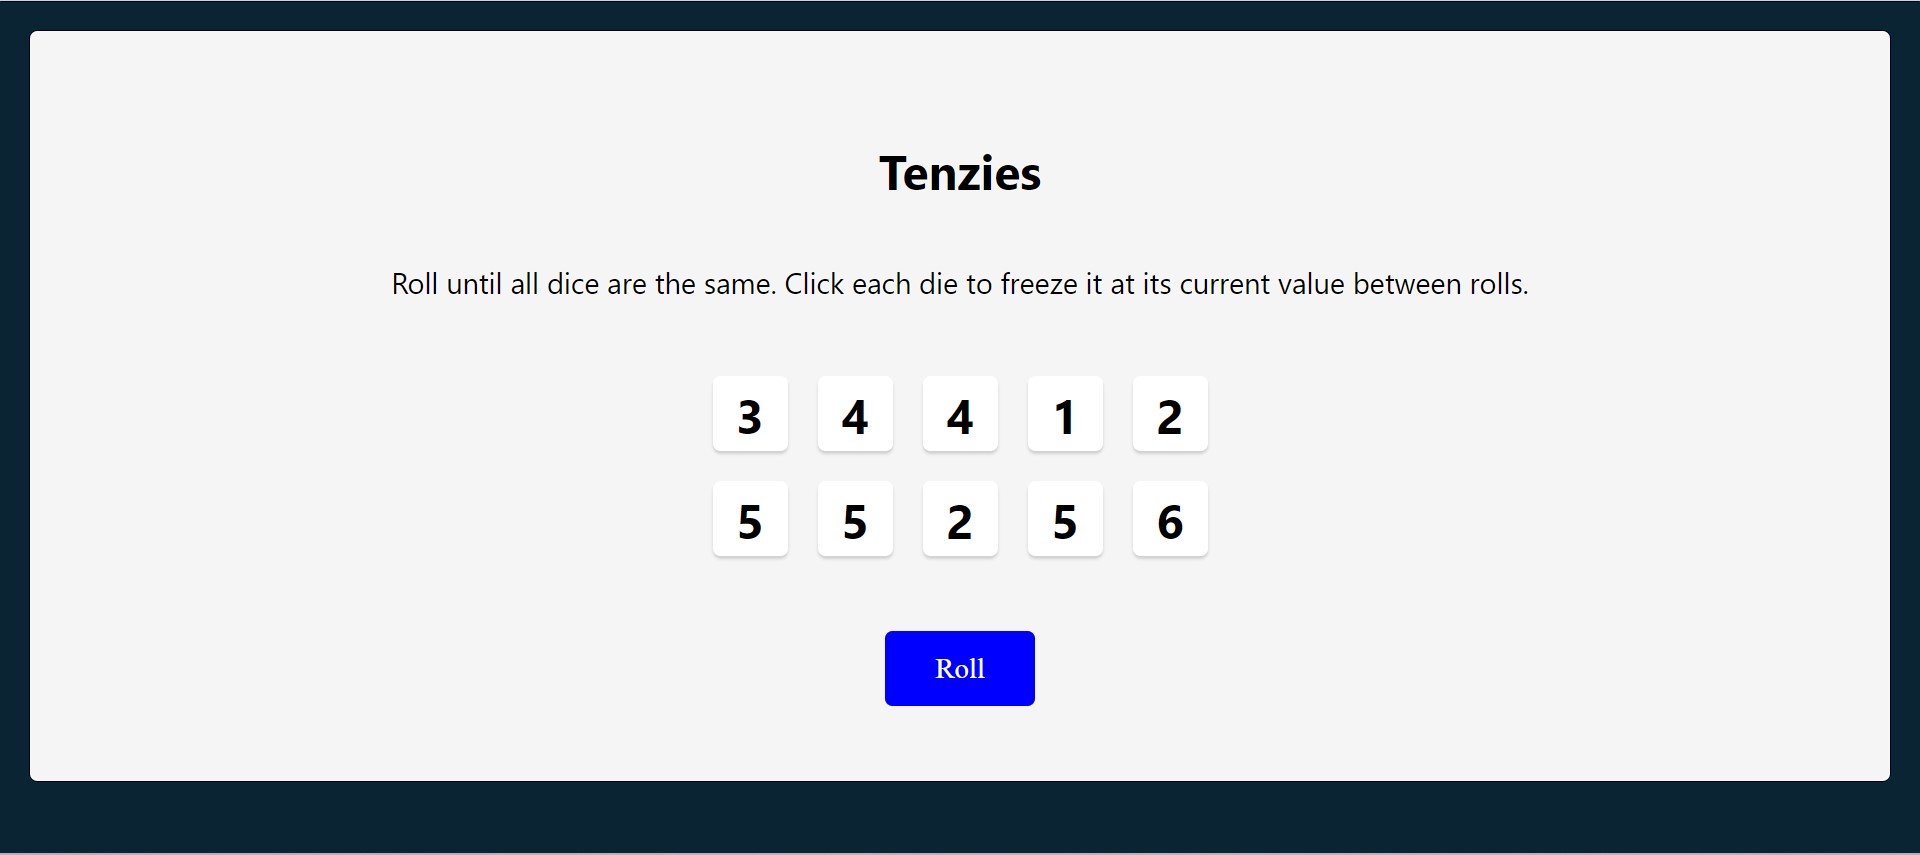 Tenzies
Roll until all dice are the same. Click each die to freeze it at its current value between rolls.
3 4 4 1 2
5 5 2 5 6
Roll